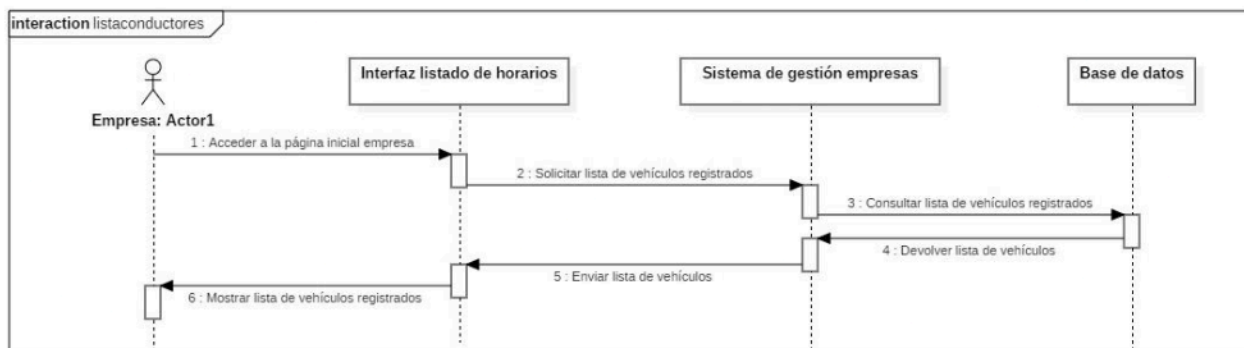 interaction listaconductores
Interfaz listado de horarios
Sistema de gestión empresas
Base de datos
Empresa: Actor1
1 : Acceder a la página inicial empresa
2 : Solicitar lista de vehículos registrados
3 : Consultar lista de vehículos registrados
4 : Devolver lista de vehículos
5 : Enviar lista de vehículos
6 : Mostrar lista de vehículos registrados